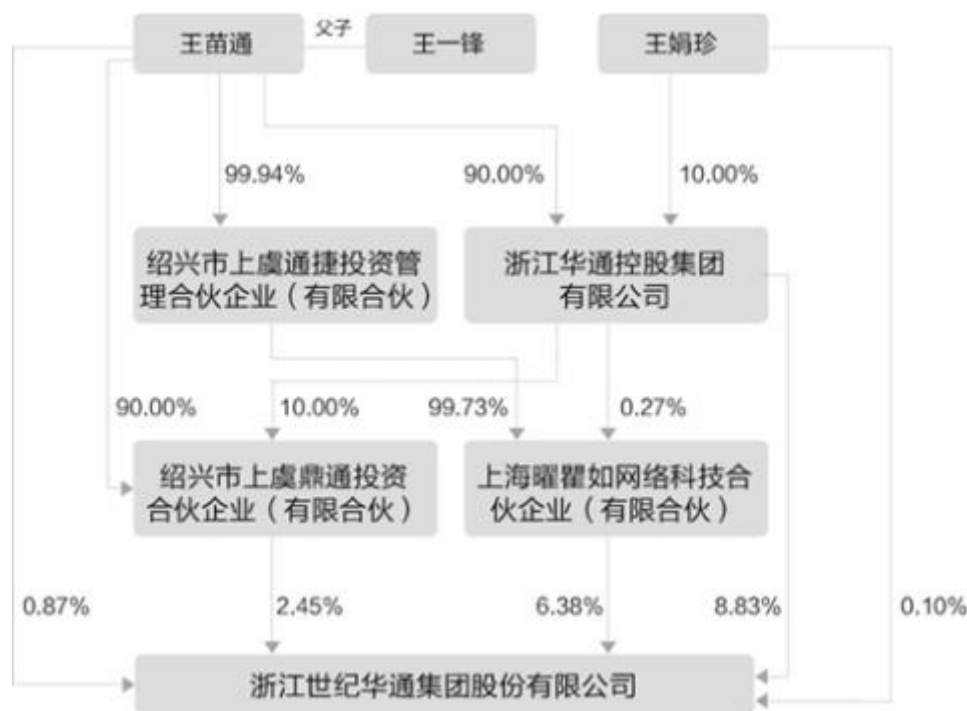 父子
王苗通
王一锋
王娟珍
99.94%
90.00%
10.00%
绍兴市上虞通捷投资管
理合伙企业（有限合伙）
浙江华通控股集团
有限公司
90.00%
10.00%
99.73%
0.27%
绍兴市上虞鼎通投资
合伙企业（有限合伙）
上海曜瞿如网络科技合
伙企业（有限合伙）
0.87%
2.45%
6.38%
8.83%
0.10%
浙江世纪华通集团股份有限公司